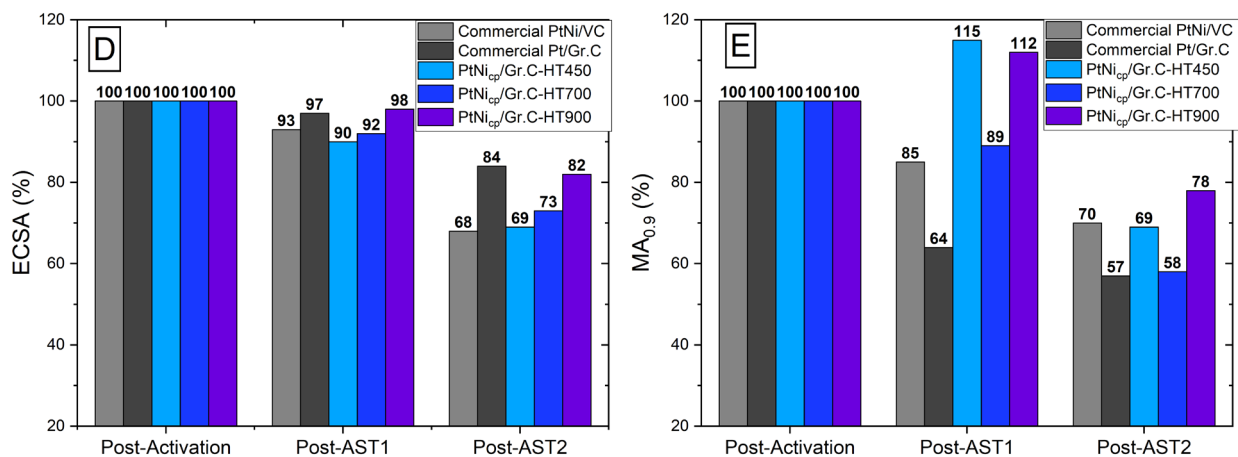 D
Commercial PtNi/VC
Commercial Pt/Gr.C
PtNicp/Gr.C-HT450
PtNicp/Gr.C-HT700
PtNicp/Gr.C-HT900
ECSA (%)
120
100
80
60
40
20
100 100 100 100 100
93 97 90 92 98
68 84 69 73 82
Post-Activation Post-AST1 Post-AST2
E
Commercial PtNi/VC
Commercial Pt/Gr.C
PtNicp/Gr.C-HT450
PtNicp/Gr.C-HT700
PtNicp/Gr.C-HT900
MA0.9 (%)
120
100
80
60
40
20
100 100 100 100 100
85 64 115 89 112
70 57 69 58 78
Post-Activation Post-AST1 Post-AST2